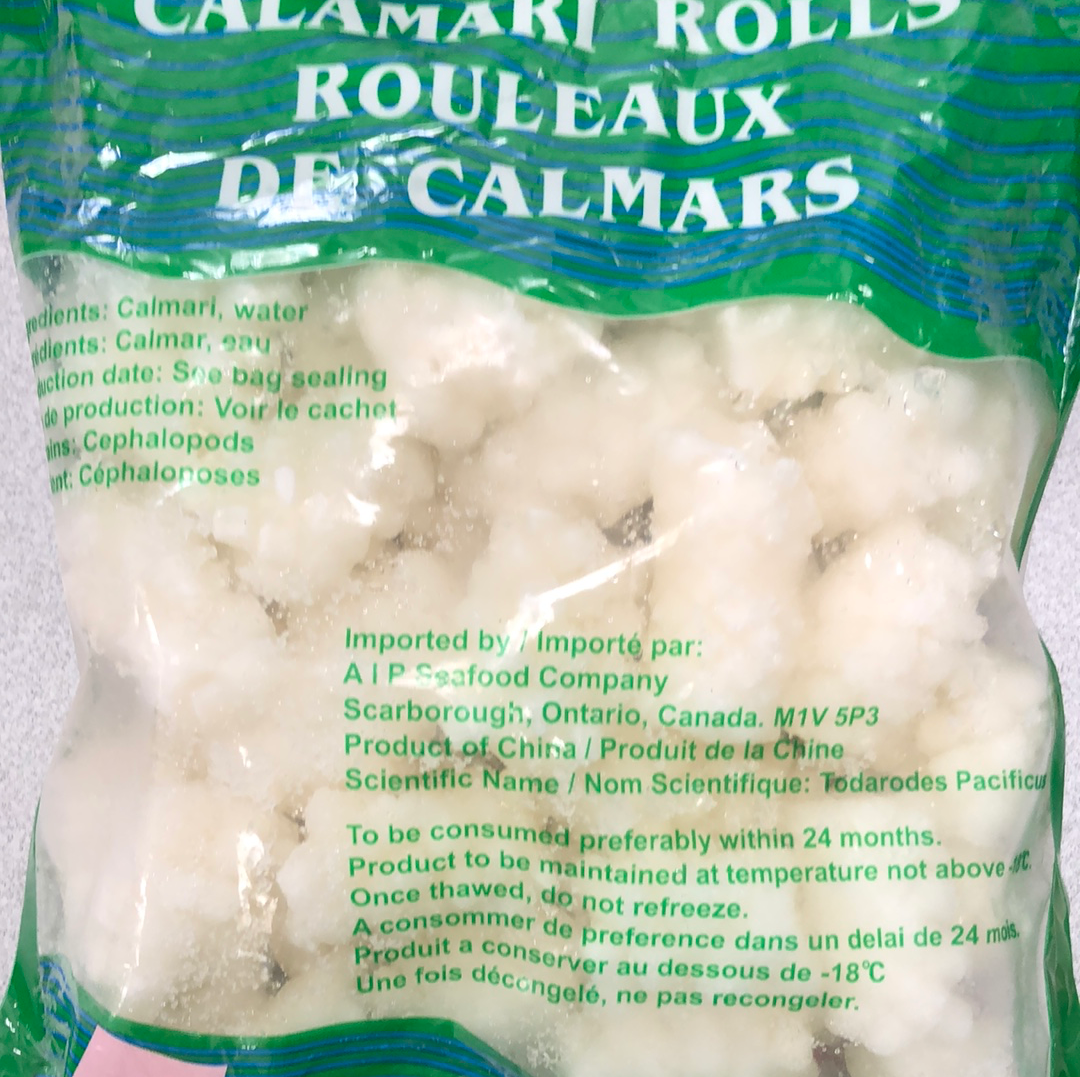 CALAMARI ROLLS
ROULEAUX
DE CALMARS
redients: Calmari, water
édients: Calmar, eau
uction date: See bag sealing
de production: Voir le cachet
ains: Cephalopods
ent: Céphalopodes
Imported by / Importé par:
A I P Seafood Company
Scarborough, Ontario, Canada. M1V 5P3
Product of China / Produit de la Chine
Scientific Name / Nom Scientifique: Todarodes Pacificus
To be consumed preferably within 24 months.
Product to be maintained at temperature not above
Once thawed, do not refreeze.
A consommer de preference dans un delai de 24 mois.
Produit a conserver au dessous de -18°C
Une fois décongelé, ne pas recongeler.